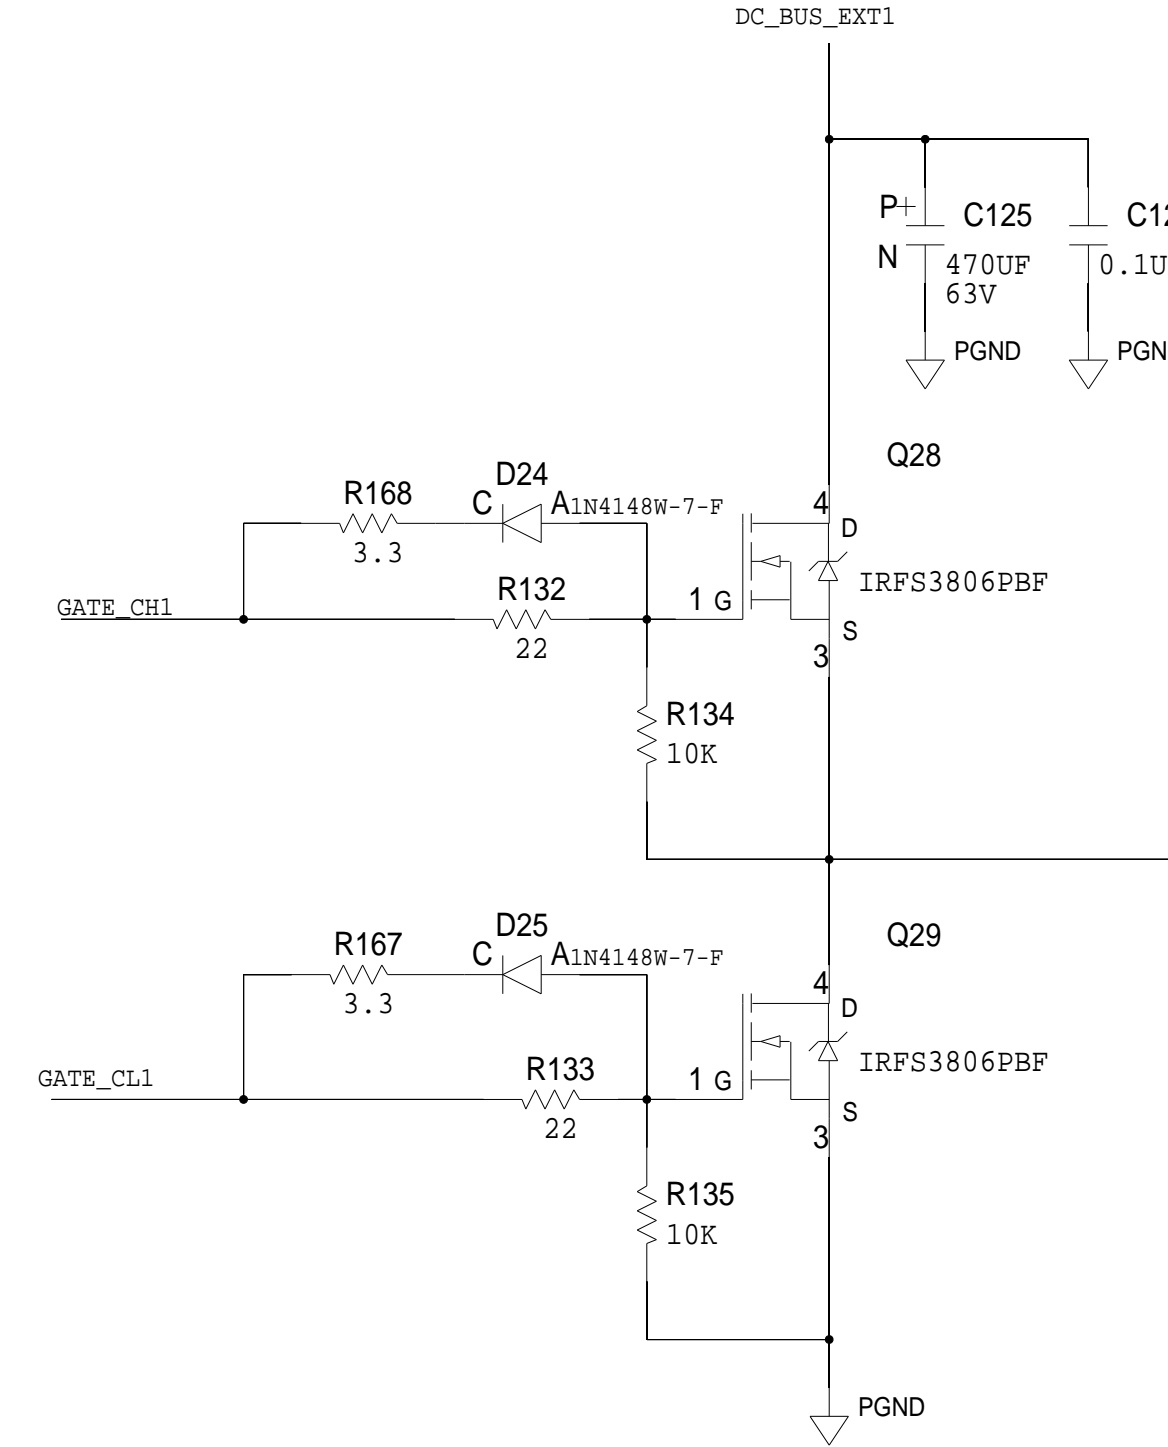 DC_BUS_EXT1
P+ C125
N 470UF
63V
0.1U
PGND
Q28
D24
R168 C A 1N4148W-7-F
3.3
4
D
IRFS3806PBF
R132
GATE_CH1
22
1 G
S
3
R134
10K
Q29
D25
R167 C A 1N4148W-7-F
3.3
4
D
IRFS3806PBF
R133
GATE_CL1
22
1 G
S
3
R135
10K
PGND